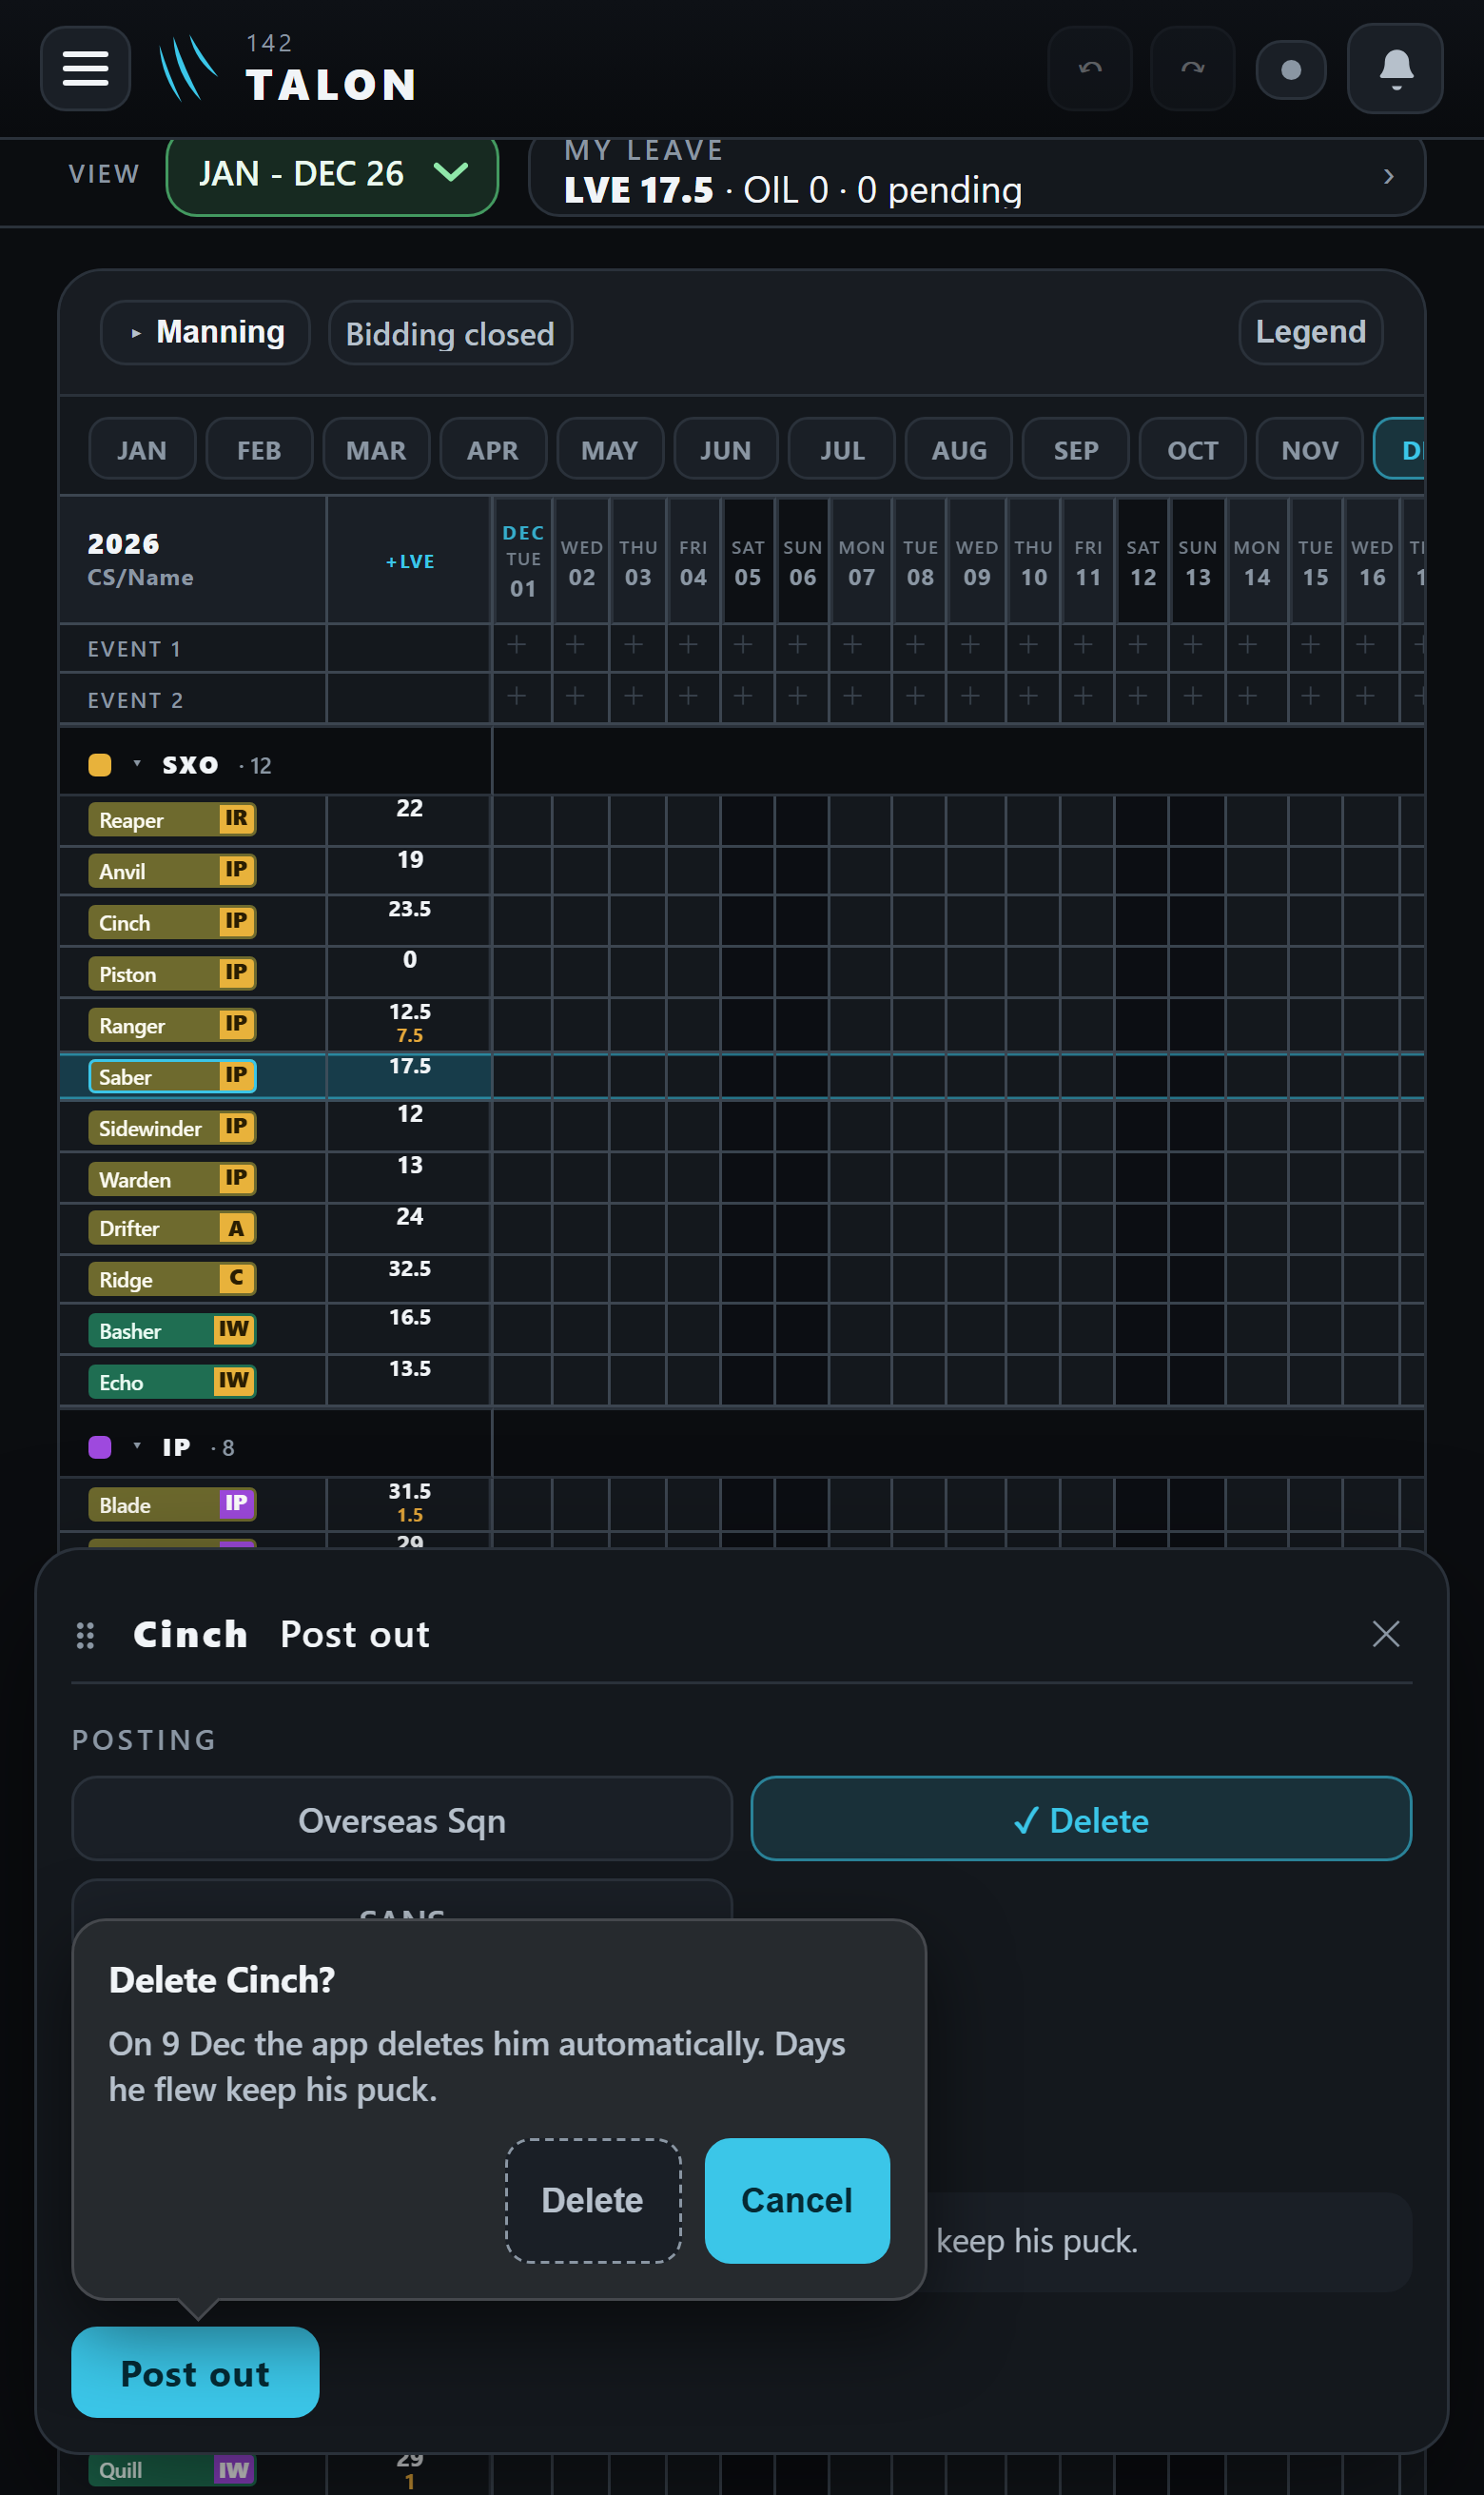 142
TALON
VIEW
JAN - DEC 26
MY LEAVE
LVE 17.5 · OIL 0 · 0 pending
Manning
Bidding closed
Legend
JAN FEB MAR APR MAY JUN JUL AUG SEP OCT NOV
2026
CS/Name
+LVE
DEC
TUE WED THU FRI SAT SUN MON TUE WED THU FRI SAT SUN MON TUE WED
01 02 03 04 05 06 07 08 09 10 11 12 13 14 15 16
EVENT 1
EVENT 2
SXO · 12
Reaper IR 22
Anvil IP 19
Cinch IP 23.5
Piston IP 0
Ranger IP 12.5
7.5
Saber IP 17.5
Sidewinder IP 12
Warden IP 13
Drifter A 24
Ridge C 32.5
Basher IW 16.5
Echo IW 13.5
IP · 8
Blade IP 31.5
1.5
29
Cinch Post out
POSTING
Overseas Sqn
✓ Delete
SANS
Delete Cinch?
On 9 Dec the app deletes him automatically. Days
he flew keep his puck.
Delete
Cancel
keep his puck.
Post out
Quill IW 29
1